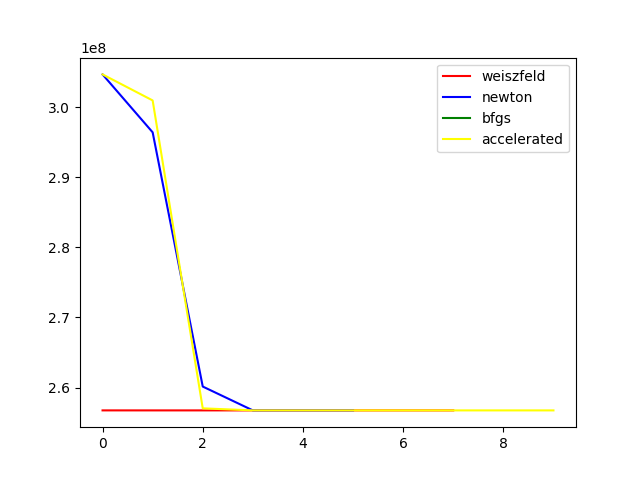 1e8
3.0
2.9
2.8
2.7
2.6
0 2 4 6 8
weiszfeld
newton
bfgs
accelerated